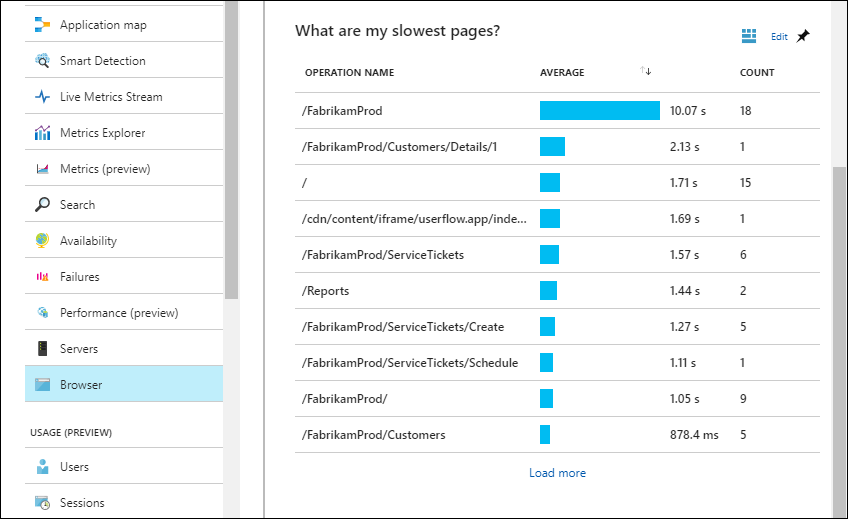 Application map
Smart Detection
Live Metrics Stream
Metrics Explorer
Metrics (preview)
Search
Availability
Failures
Performance (preview)
Servers
Browser
USAGE (PREVIEW)
Users
Sessions
What are my slowest pages?
Edit
OPERATION NAME AVERAGE COUNT
/FabrikamProd 10.07 s 18
/FabrikamProd/Customers/Details/1 2.13 s 1
/ 1.71 s 15
/cdn/content/iframe/userflow.app/inde... 1.69 s 1
/FabrikamProd/ServiceTickets 1.57 s 6
/Reports 1.44 s 2
/FabrikamProd/ServiceTickets/Create 1.27 s 5
/FabrikamProd/ServiceTickets/Schedule 1.11 s 1
/FabrikamProd/ 1.05 s 9
/FabrikamProd/Customers 878.4 ms 5
Load more